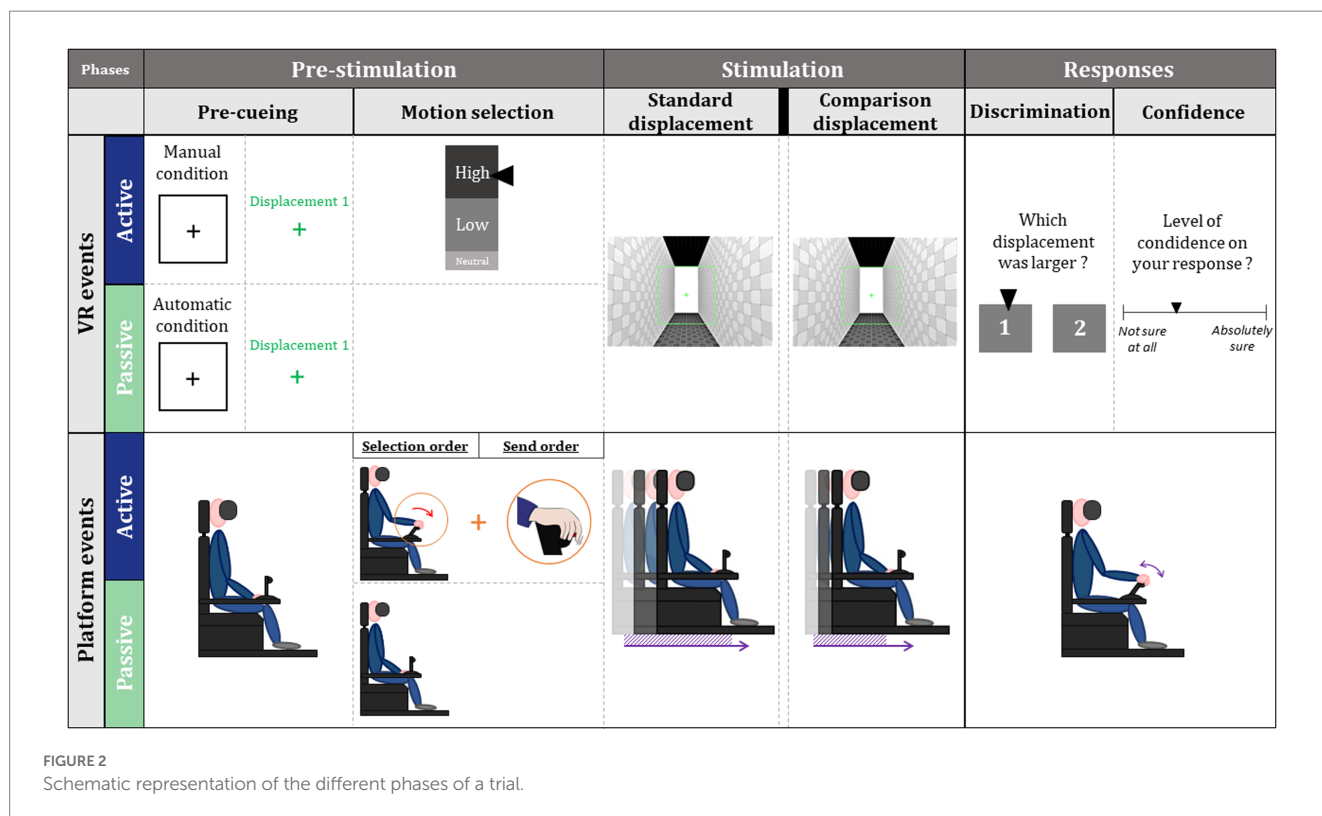 Phases
Pre-stimulation
Stimulation
Responses
Pre-cueing
Motion selection
Standard
displacement
Comparison
displacement
Discrimination
Confidence
VR events
Active
Manual
condition
+
Displacement 1
+
High
Low
Neutral
Which
displacement
was larger ?
1
2
Level of
condidence on
your response ?
Not sure
at all
Absolutely
sure
Passive
Automatic
condition
+
Displacement 1
+
Platform events
Active
Selection order
Send order
+
Passive
FIGURE 2
Schematic representation of the different phases of a trial.